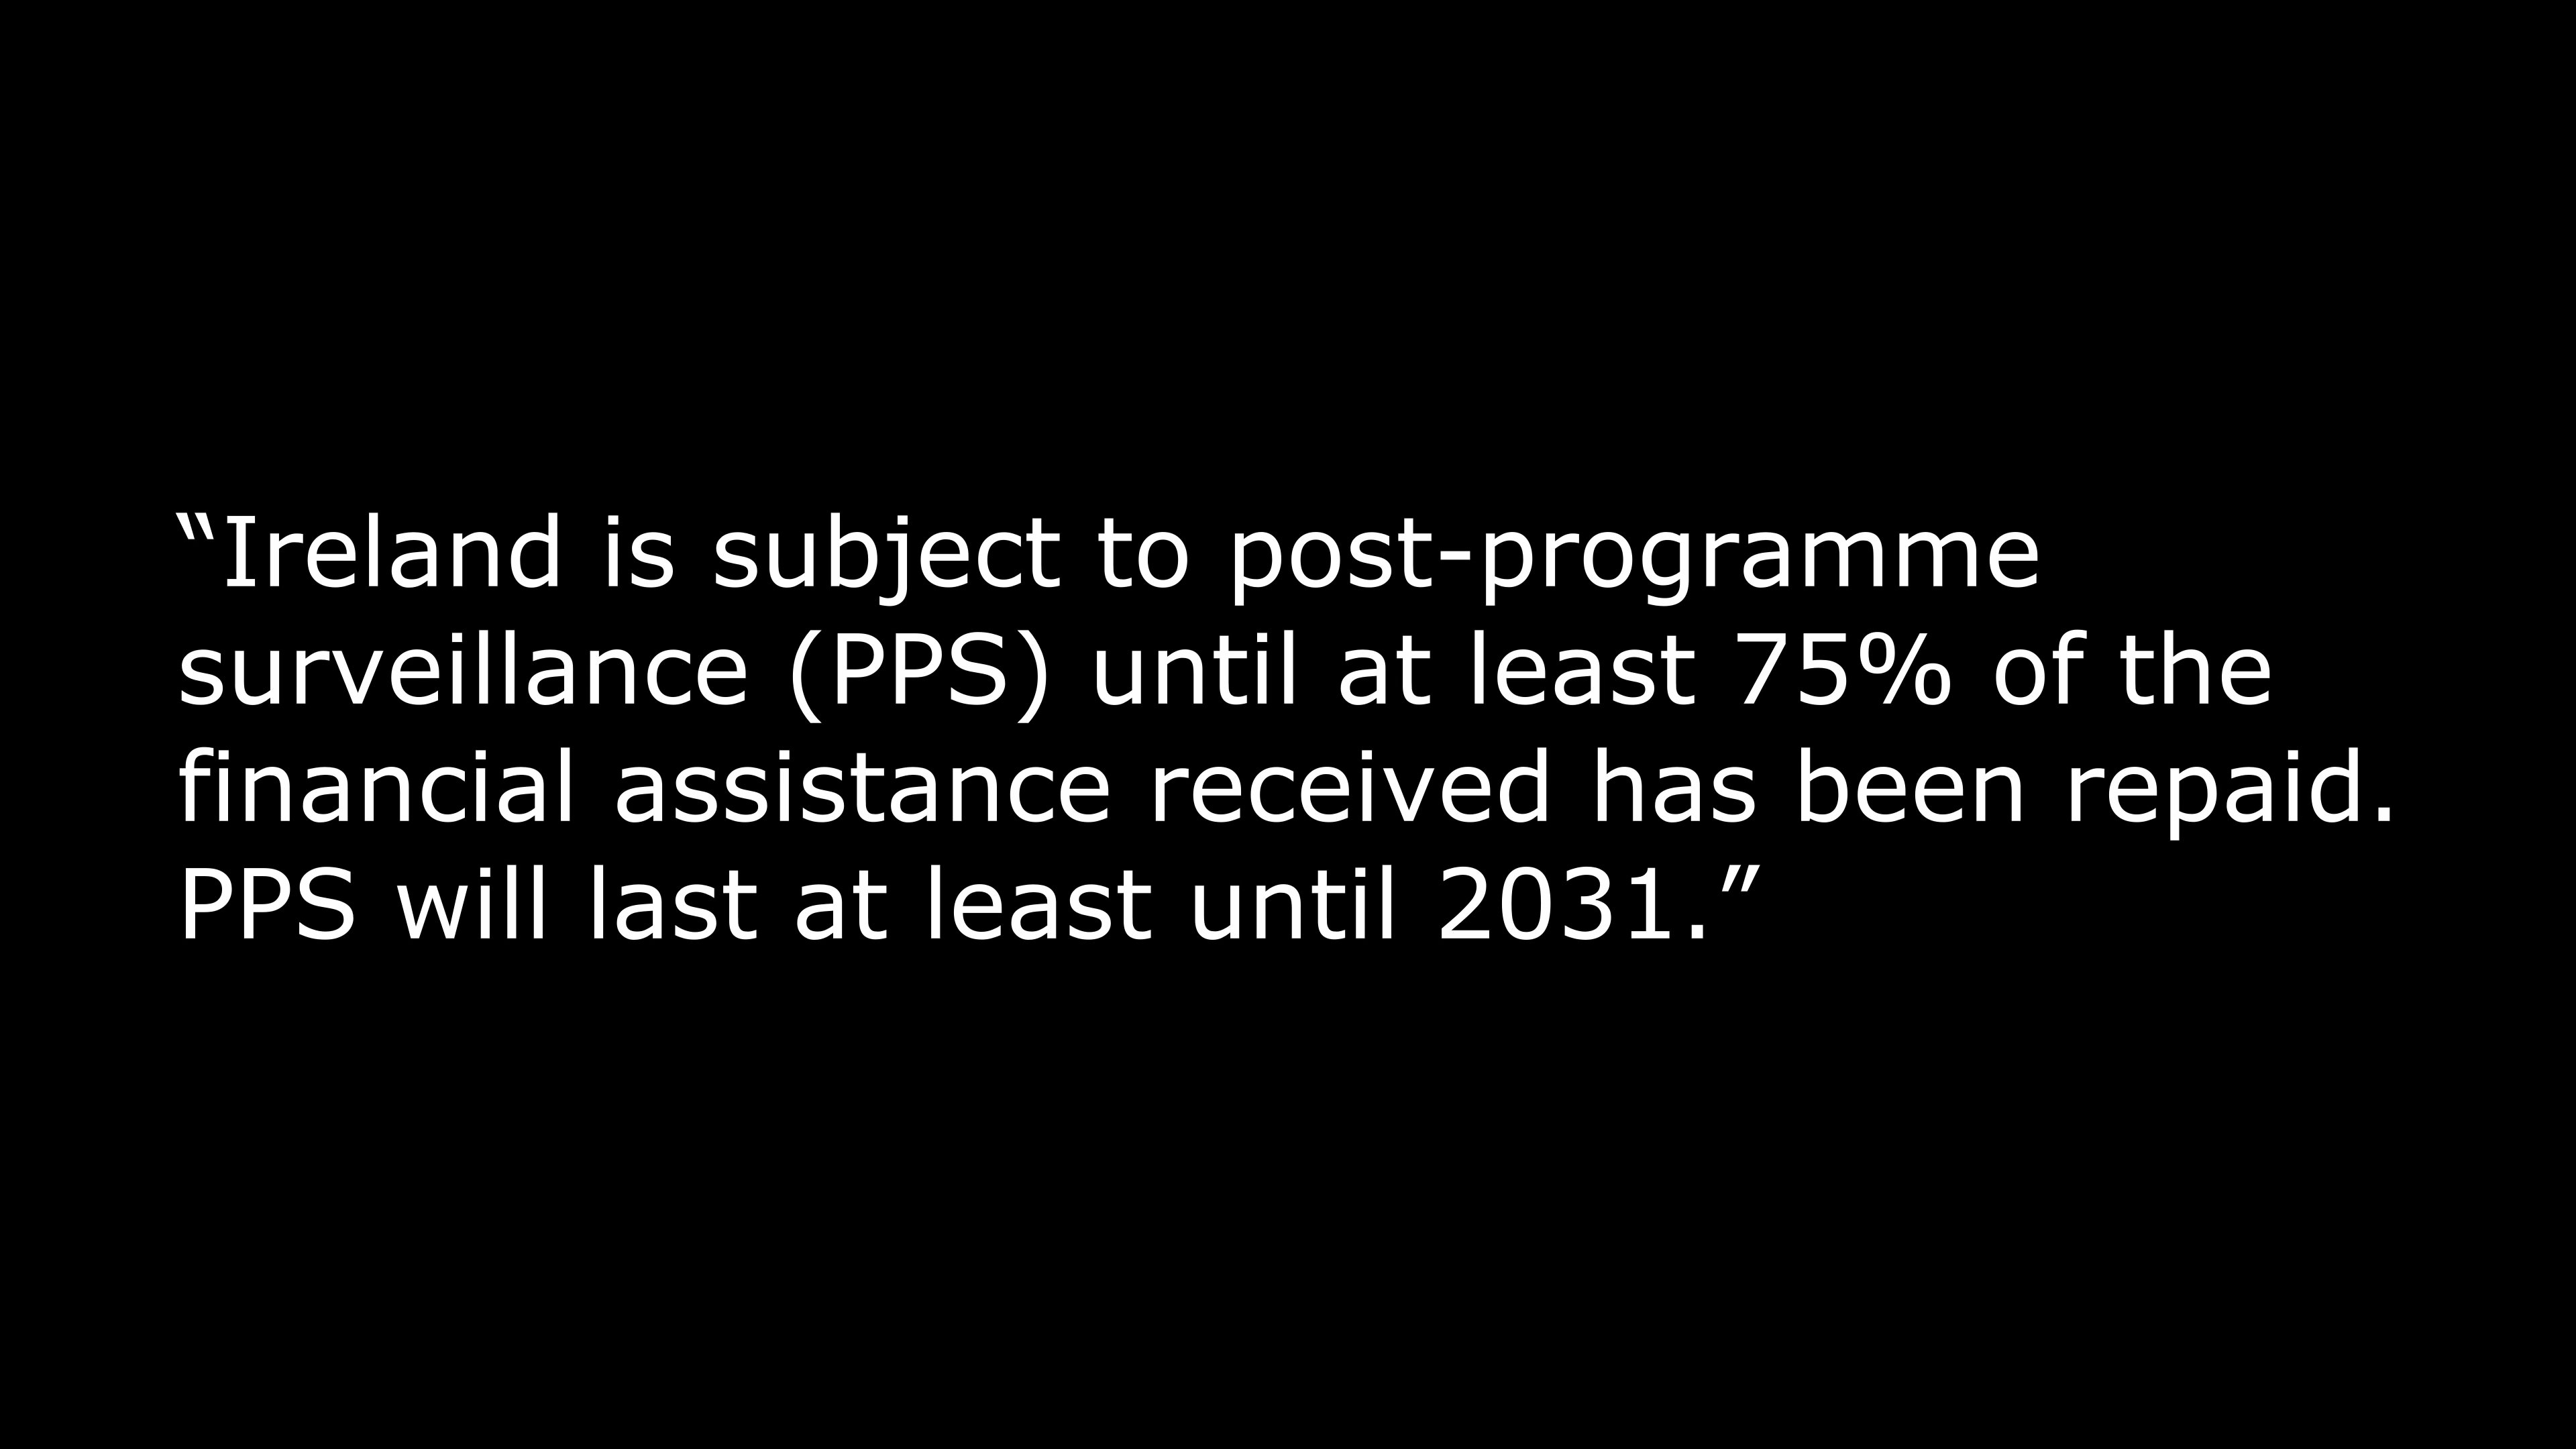 “Ireland is subject to post-programme
surveillance (PPS) until at least 75% of the
financial assistance received has been repaid.
PPS will last at least until 2031.”